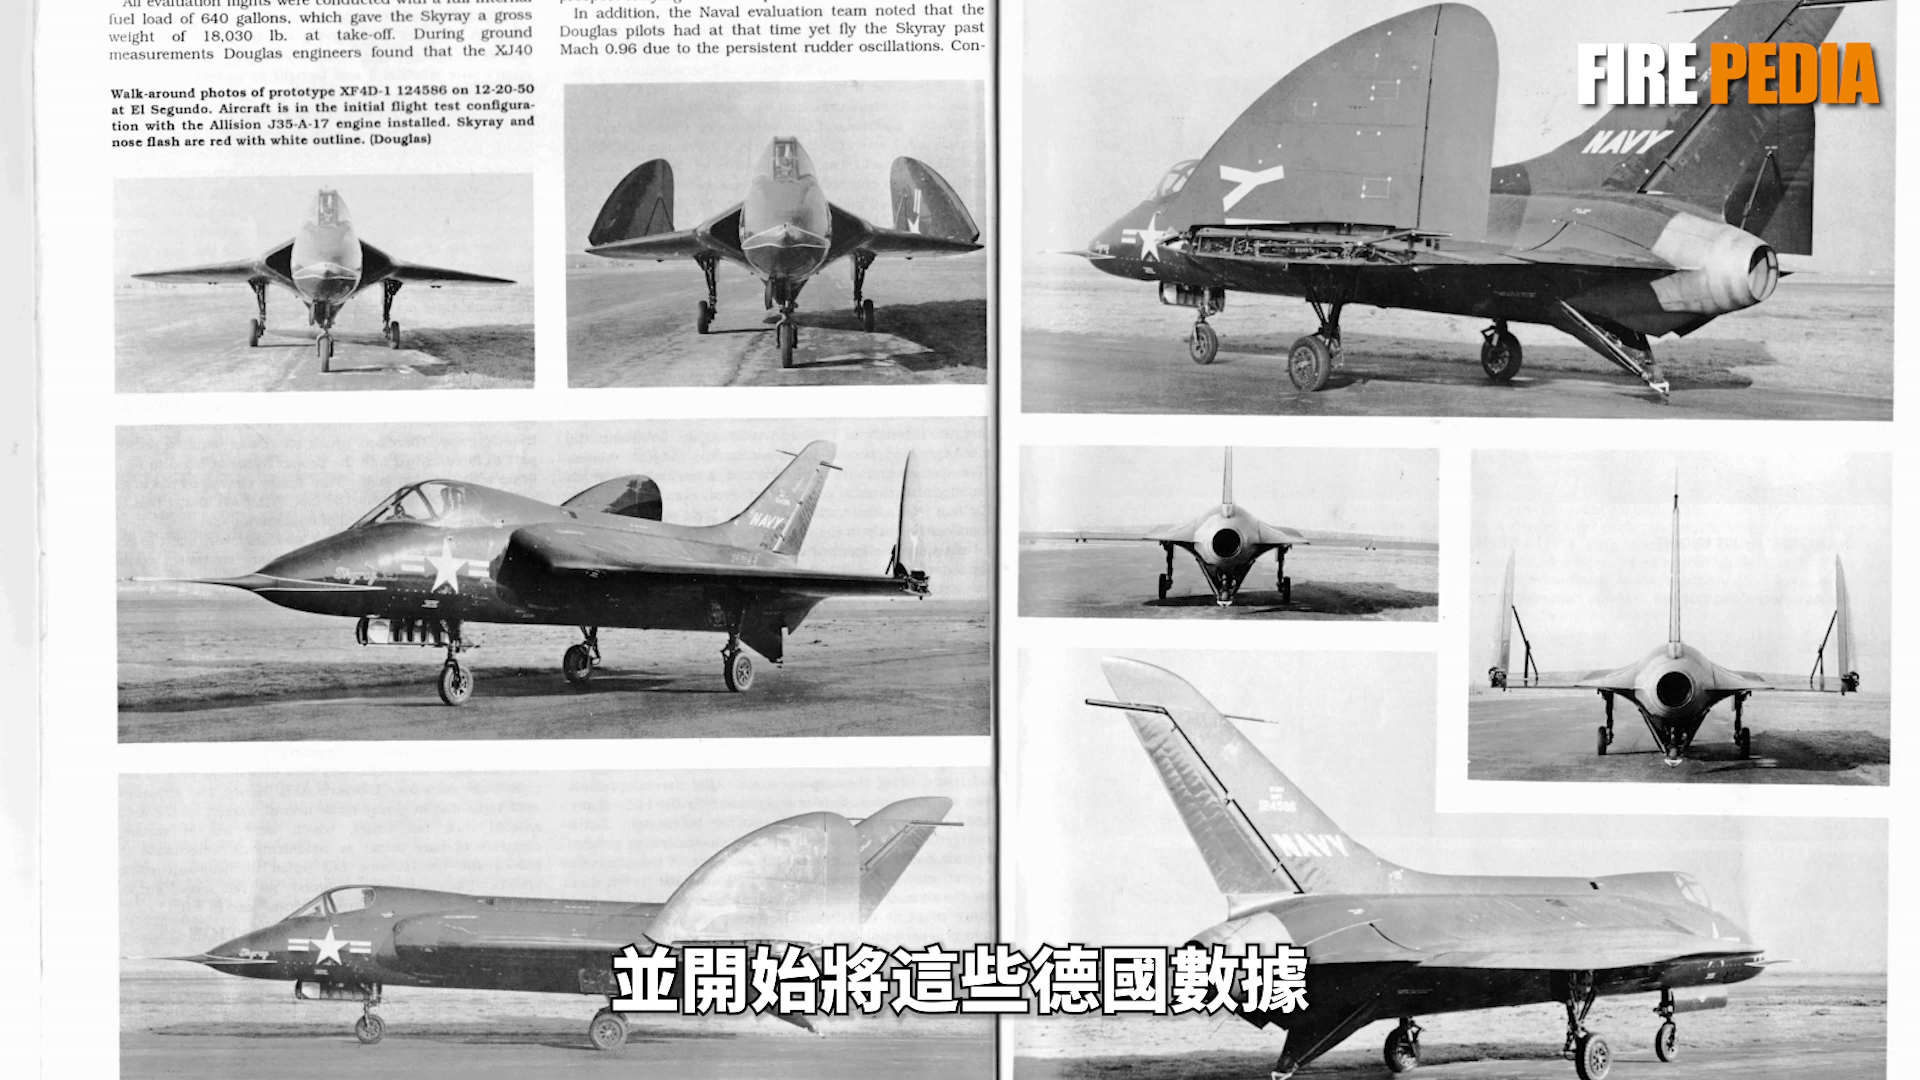 fuel load of 640 gallons, which gave the Skyray a gross
weight of 18,030 lb. at take-off. During ground
measurements Douglas engineers found that the XJ40
In addition, the Naval evaluation team noted that the
Douglas pilots had at that time yet fly the Skyray past
Mach 0.96 due to the persistent rudder oscillations. Con-
Walk-around photos of prototype XF4D-1 124586 on 12-20-50
at El Segundo. Aircraft is in the initial flight test configura-
tion with the Allision J35-A-17 engine installed. Skyray and
nose flash are red with white outline. (Douglas)
FIRE PEDIA
NAVY
NAVY
Skyray
124586
NAVY
並開始將這些德國數據